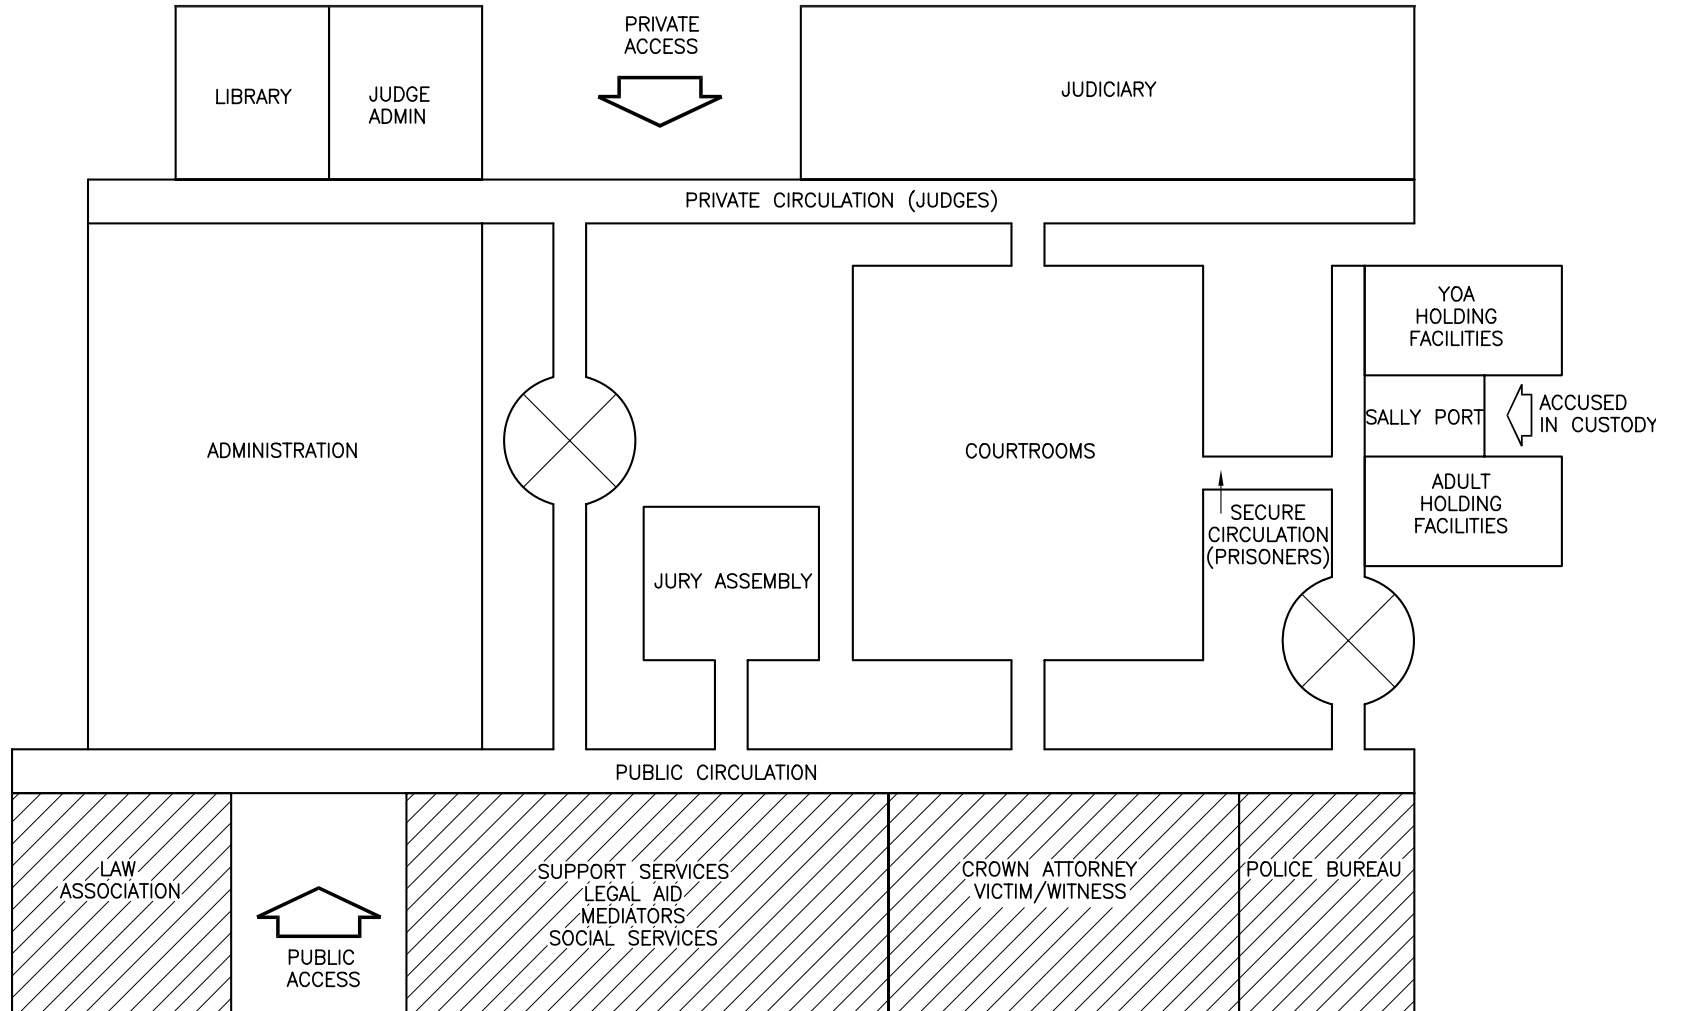 PRIVATE
ACCESS
LIBRARY
JUDGE
ADMIN
JUDICIARY
PRIVATE CIRCULATION (JUDGES)
YOA
HOLDING
FACILITIES
SALLY PORT
ACCUSED
IN CUSTODY
ADMINISTRATION
COURTROOMS
ADULT
HOLDING
FACILITIES
SECURE
CIRCULATION
(PRISONERS)
JURY ASSEMBLY
PUBLIC CIRCULATION
LAW
ASSOCIATION
SUPPORT SERVICES
LEGAL AID
MEDIATORS
SOCIAL SERVICES
CROWN ATTORNEY
VICTIM/WITNESS
POLICE BUREAU
PUBLIC
ACCESS